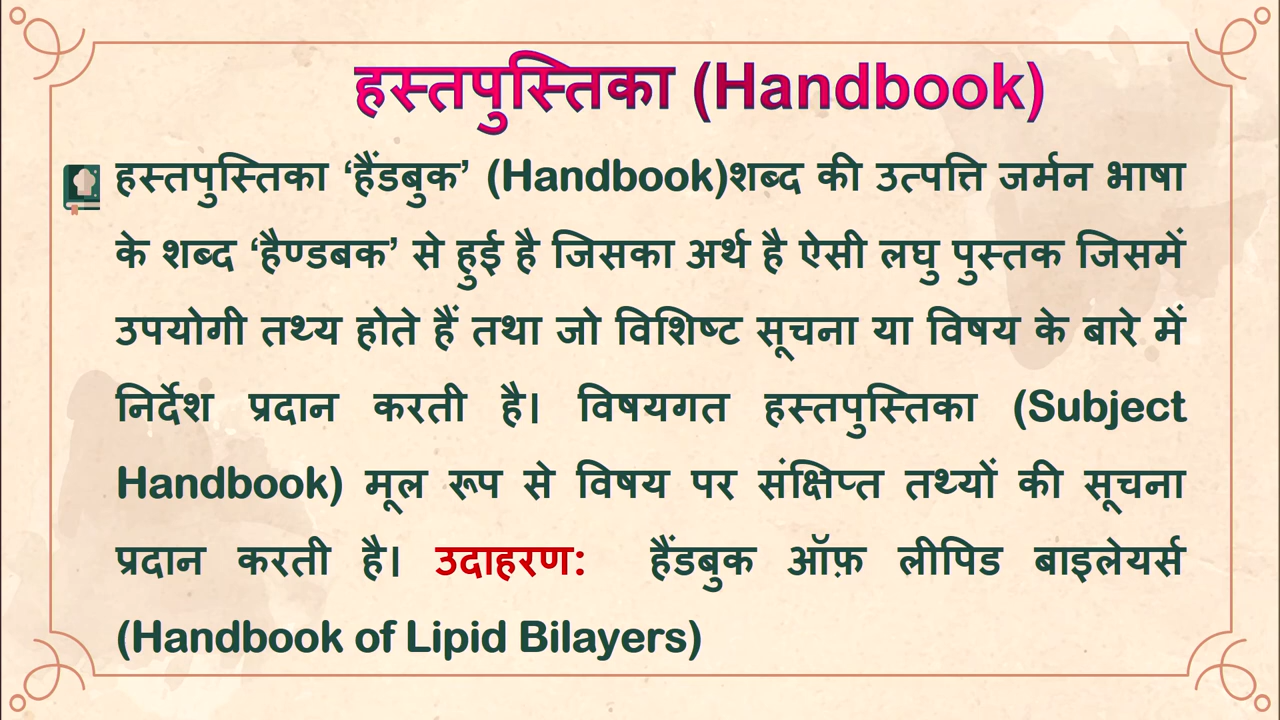 हस्तपुस्तिका (Handbook)
हस्तपुस्तिका ‘हैंडबुक’ (Handbook)शब्द की उत्पत्ति जर्मन भाषा
के शब्द ‘हैण्डबक’ से हुई है जिसका अर्थ है ऐसी लघु पुस्तक जिसमें
उपयोगी तथ्य होते हैं तथा जो विशिष्ट सूचना या विषय के बारे में
निर्देश प्रदान करती है। विषयगत हस्तपुस्तिका (Subject
Handbook) मूल रूप से विषय पर संक्षिप्त तथ्यों की सूचना
प्रदान करती है। उदाहरण: हैंडबुक ऑफ़ लीपिड बाइलेयर्स
(Handbook of Lipid Bilayers)